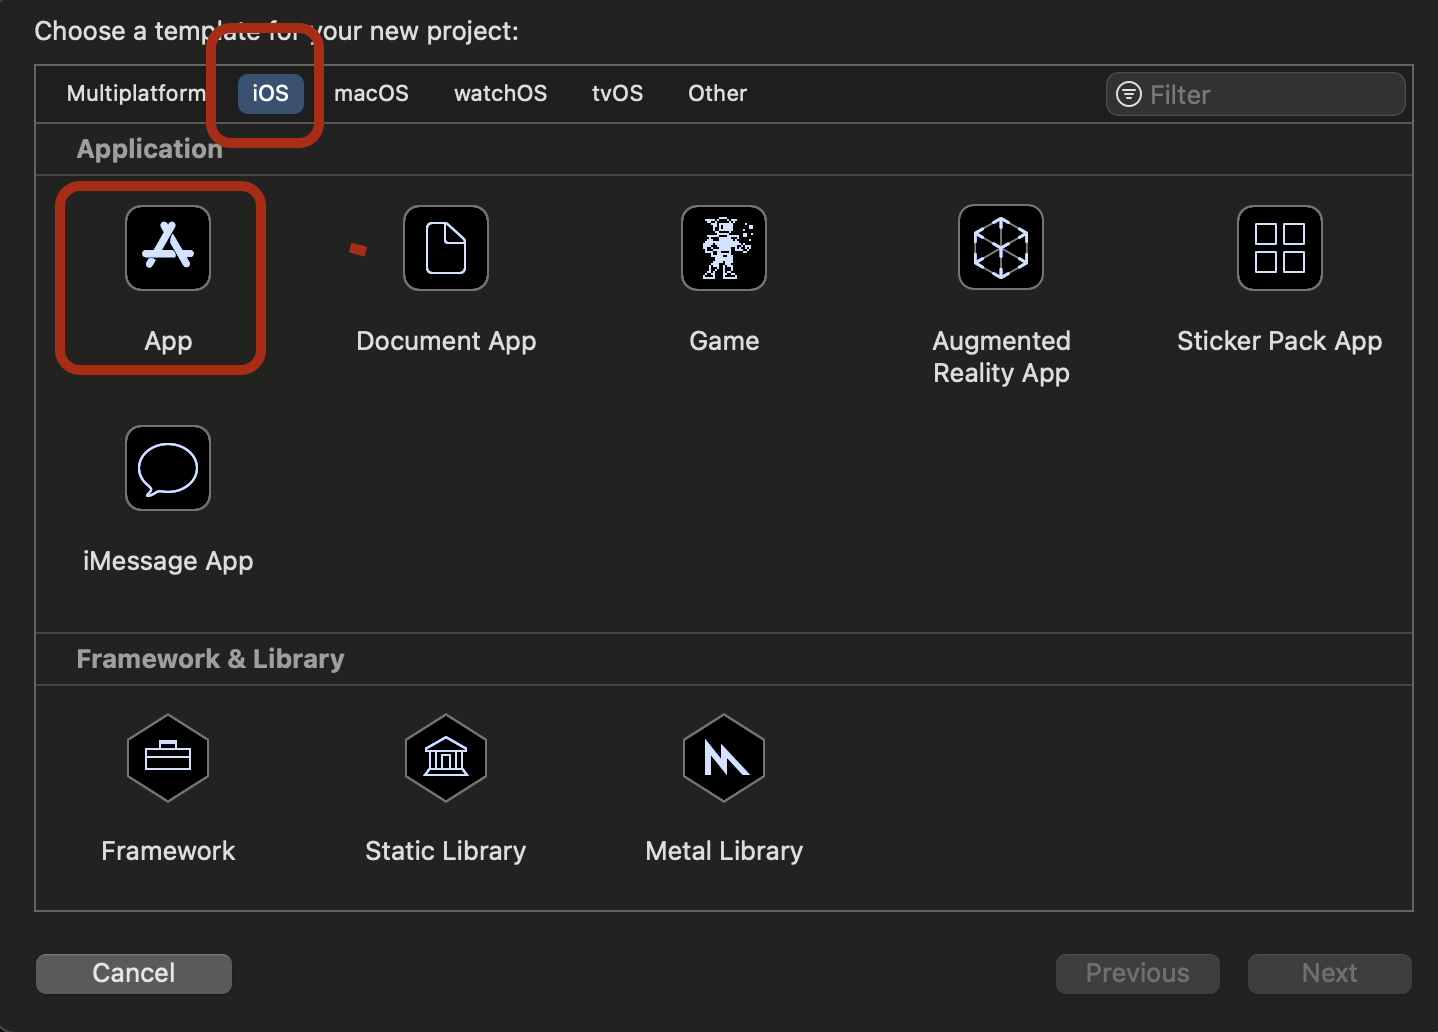 Choose a template for your new project:
Multiplatform iOS macOS watchOS tvOS Other Filter
Application
App Document App Game Augmented Reality App Sticker Pack App
iMessage App
Framework & Library
Framework Static Library Metal Library
Cancel Previous Next